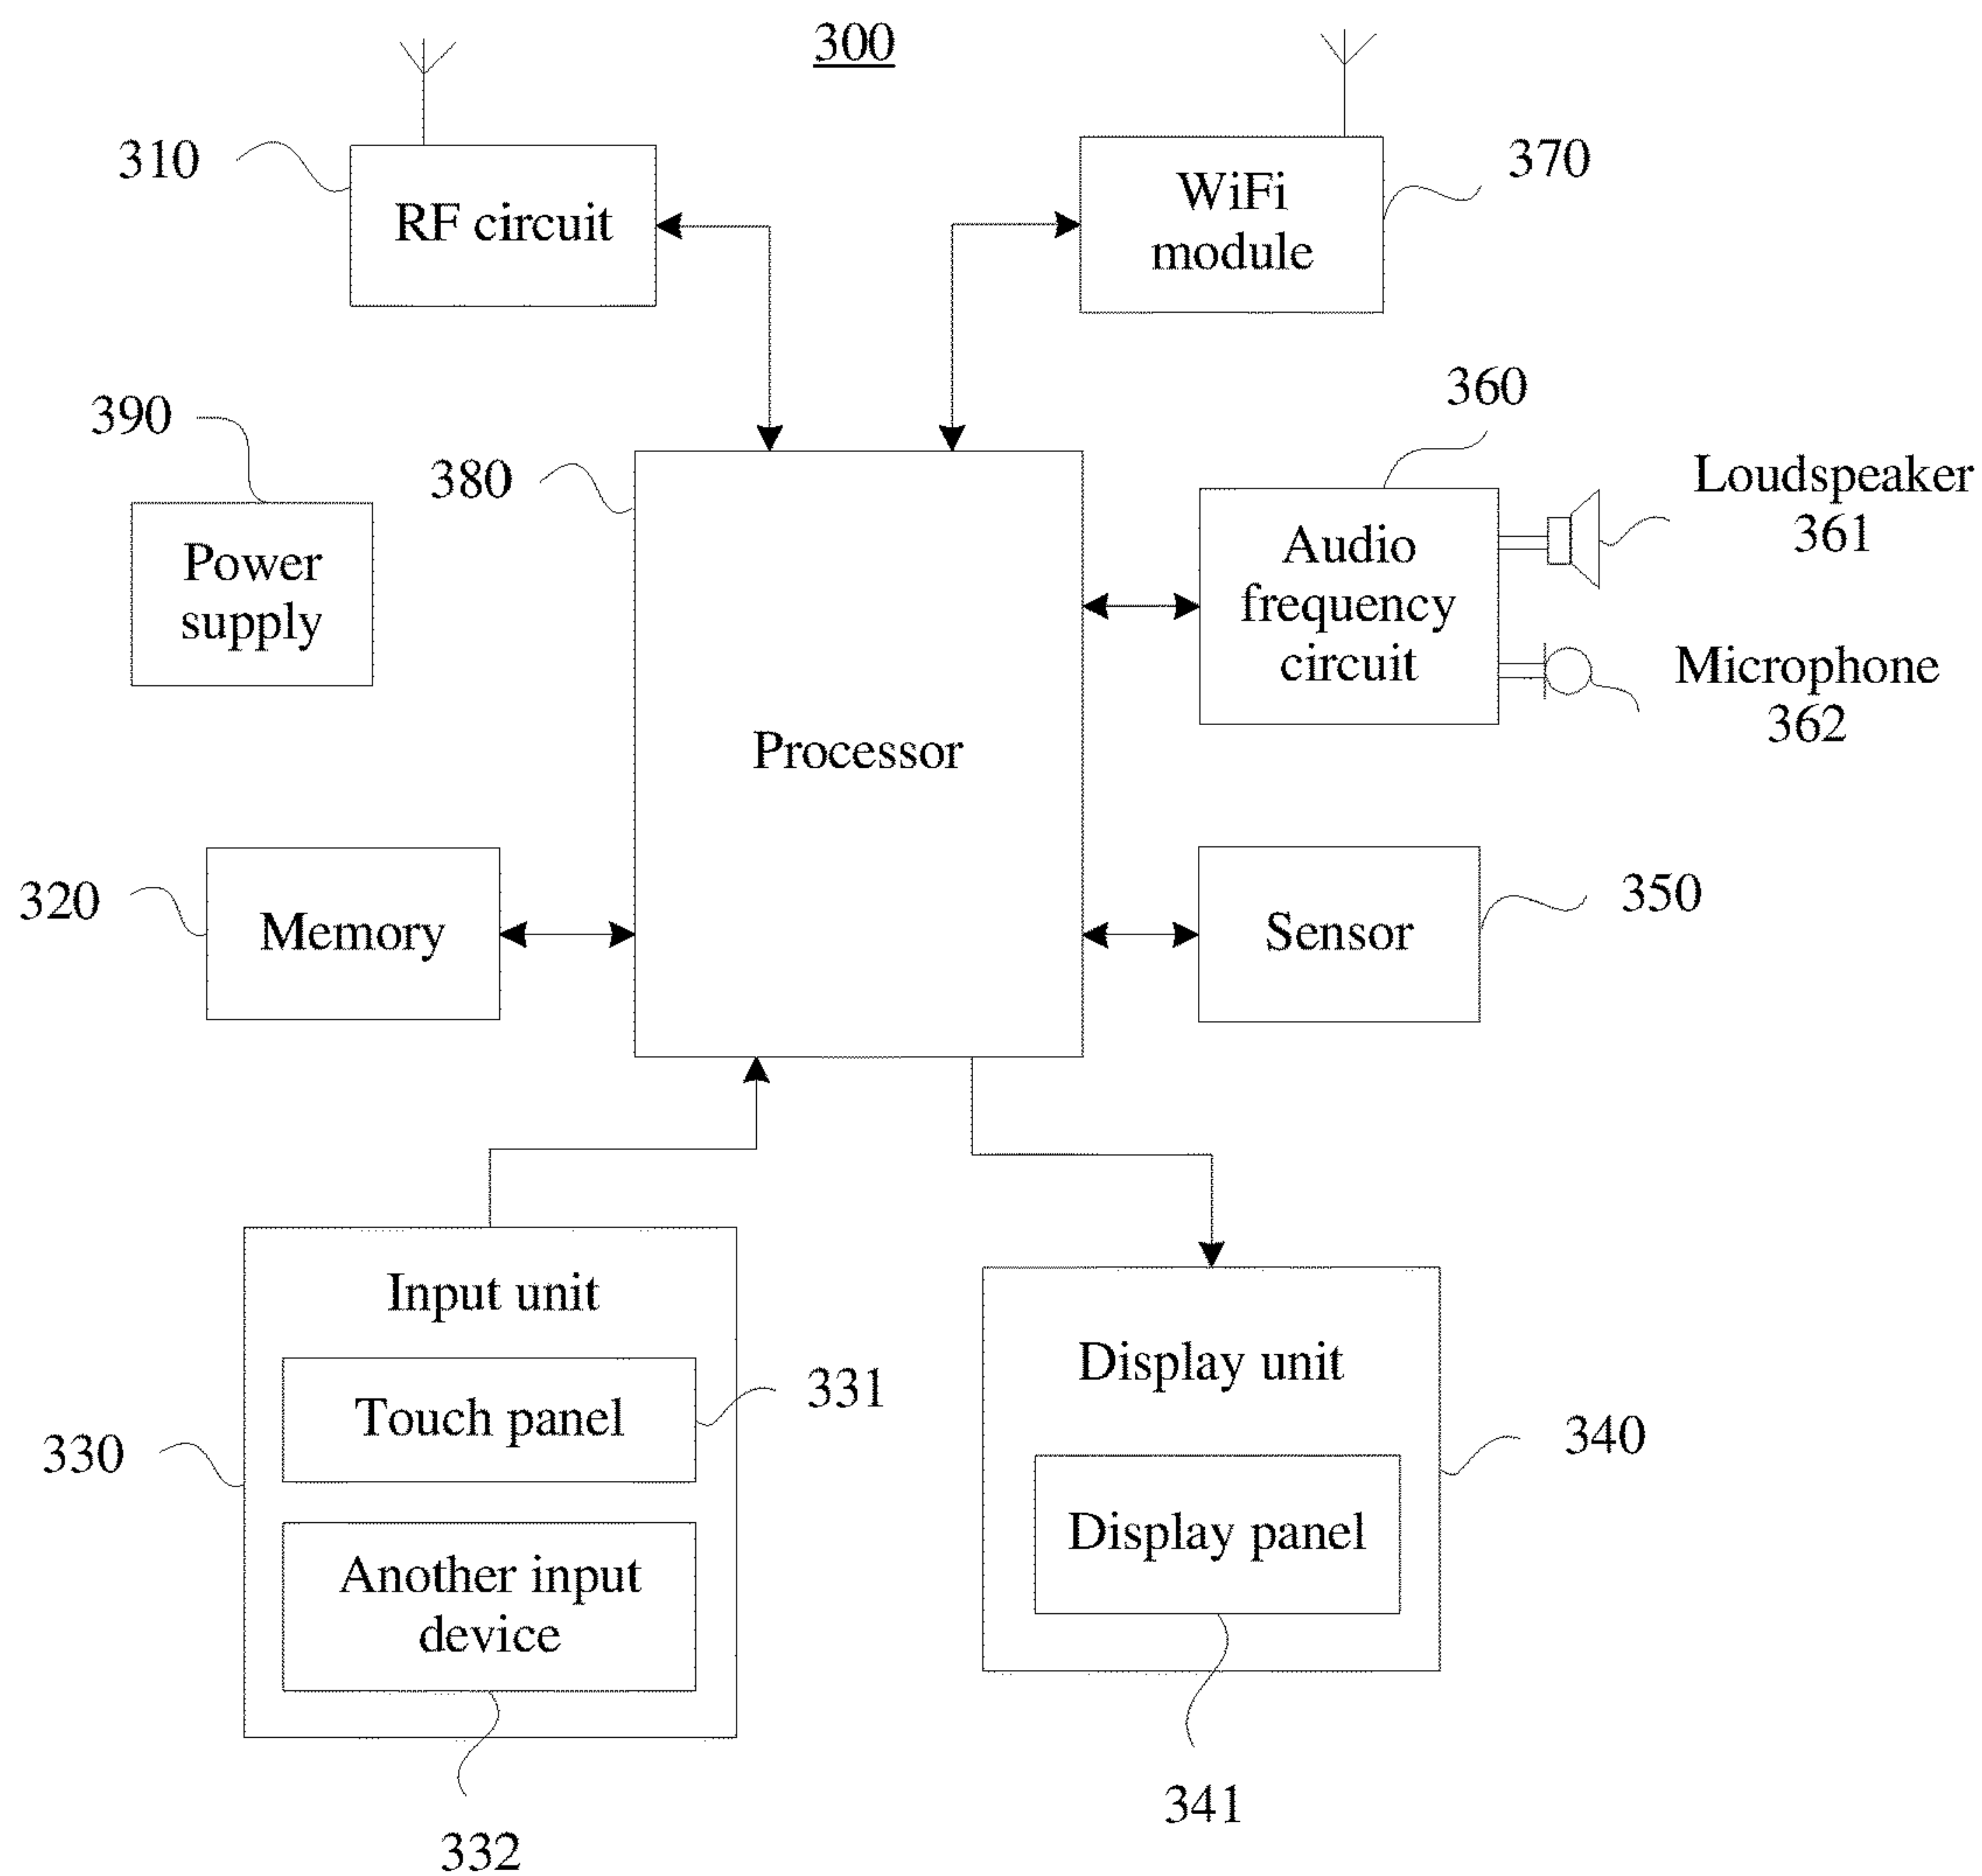 300
310
RF circuit
WiFi
module
370
390
Power
supply
380
Processor
360
Audio
frequency
circuit
Loudspeaker
361
Microphone
362
320
Memory
Sensor
350
330
Input unit
Touch panel
331
Another input
device
332
Display unit
340
Display panel
341